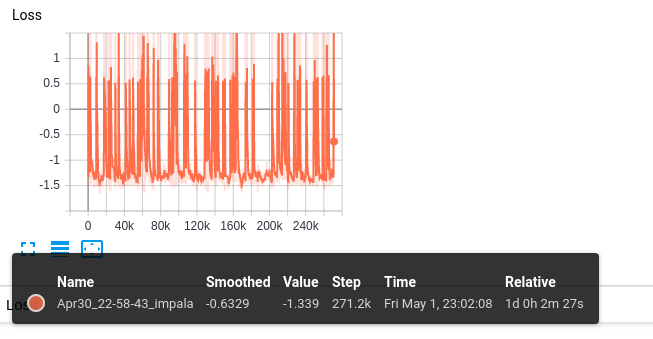 Loss
1
0.5
0
-0.5
-1
-1.5
0 40k 80k 120k 160k 200k 240k
Name Smoothed Value Step Time Relative
Apr30_22-58-43_impala -0.6329 -1.339 271.2k Fri May 1, 23:02:08 1d 0h 2m 27s